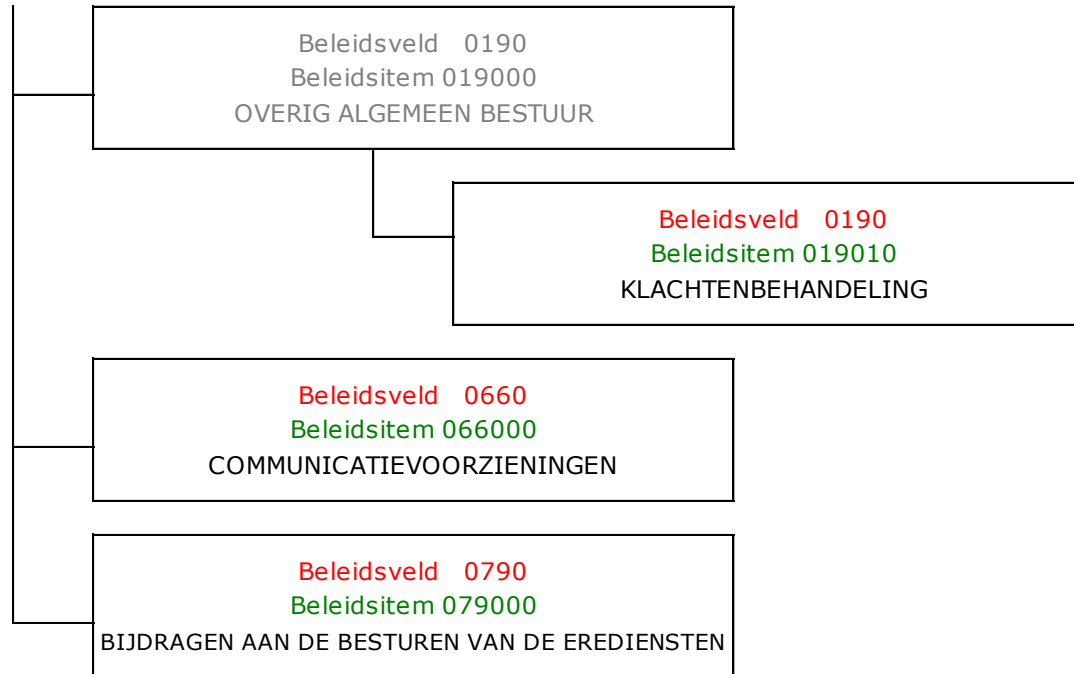 Beleidsveld 0190
Beleidsitem 019000
OVERIG ALGEMEEN BESTUUR
Beleidsveld 0190
Beleidsitem 019010
KLACHTENBEHANDELING
Beleidsveld 0660
Beleidsitem 066000
COMMUNICATIEVOORZIENINGEN
Beleidsveld 0790
Beleidsitem 079000
BIJDRAGEN AAN DE BESTUREN VAN DE EREDIENSTEN